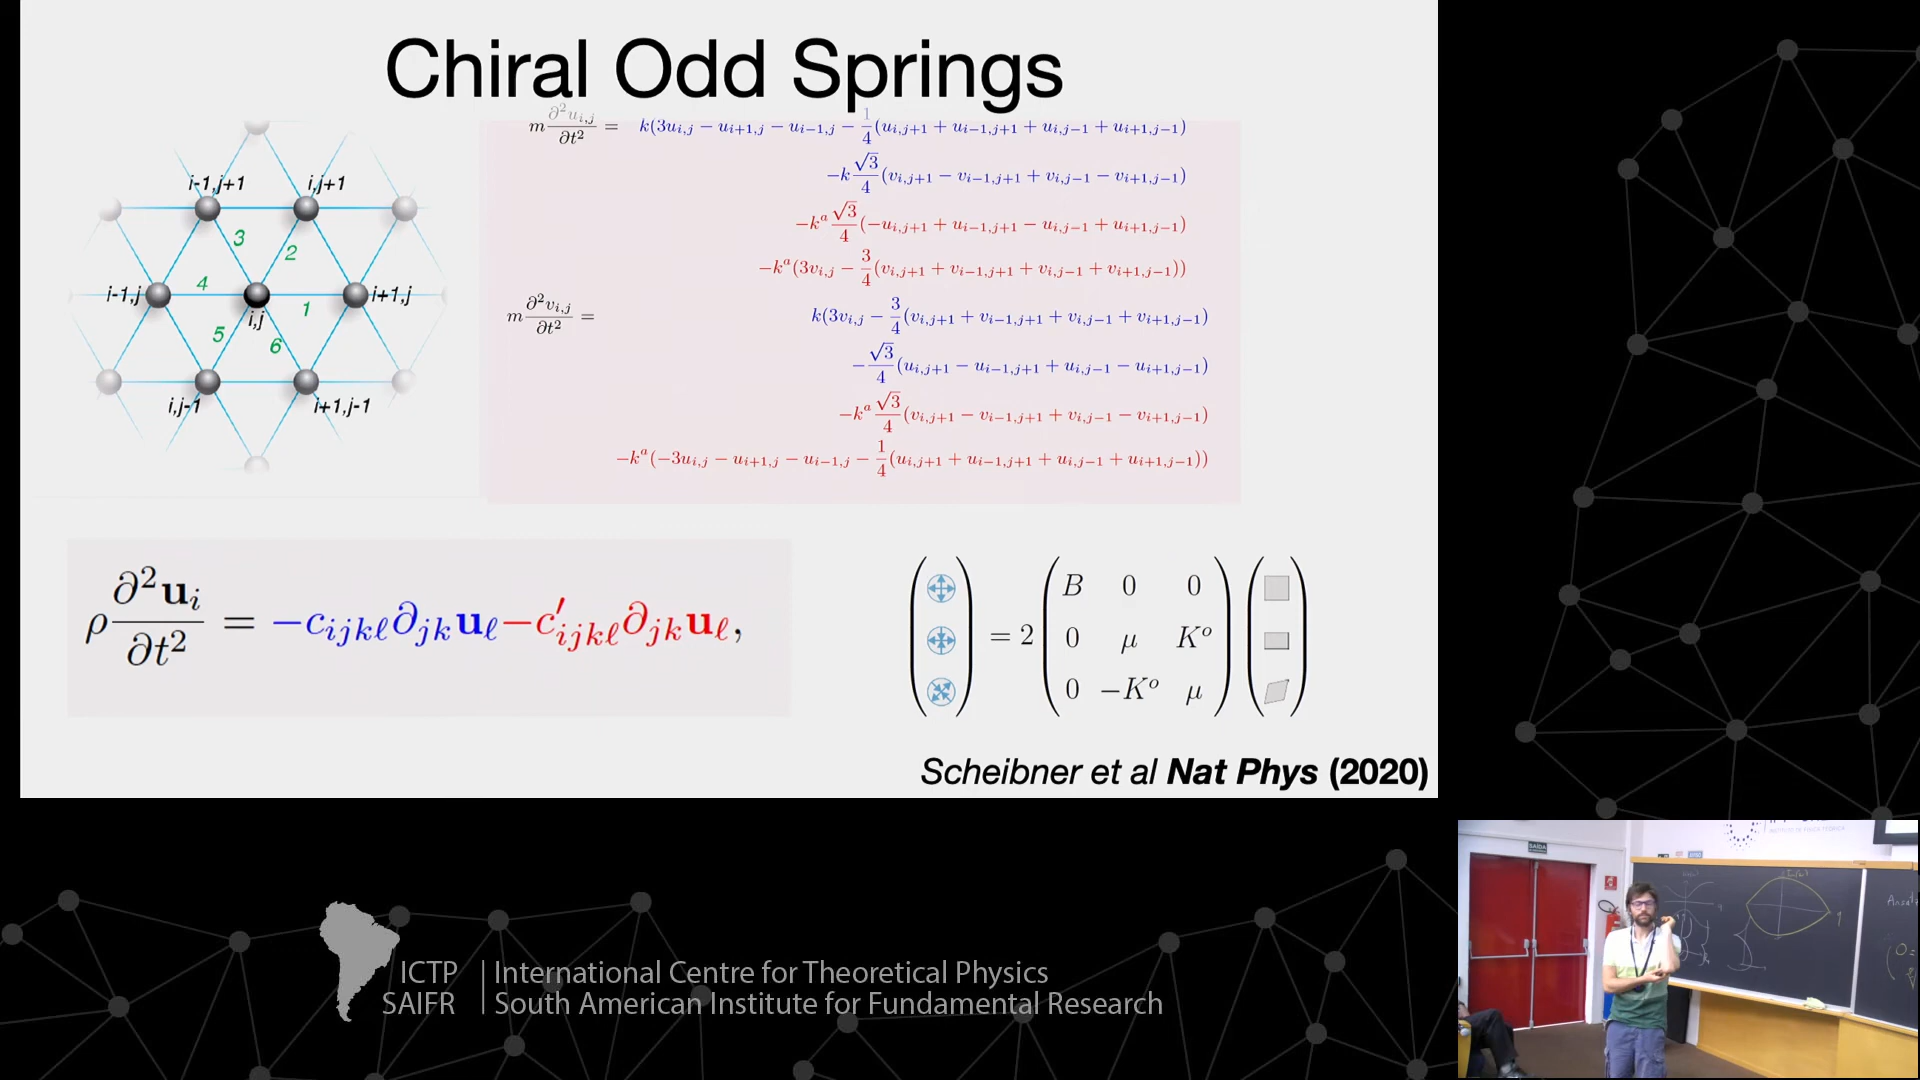 Chiral Odd Springs
i-1,j+1
i,j+1
3
2
4
i-1,j
i+1,j
1
i,j
5
6
i,j-1
i+1,j-1
m ∂²u_{i,j}/∂t² = k(3u_{i,j} − u_{i+1,j} − u_{i−1,j} − 1/4(u_{i,j+1} + u_{i−1,j+1} + u_{i,j−1} + u_{i+1,j−1})
−k √3/4(v_{i,j+1} − v_{i−1,j+1} + v_{i,j−1} − v_{i+1,j−1})
−k^a √3/4(−u_{i,j+1} + u_{i−1,j+1} − u_{i,j−1} + u_{i+1,j−1})
−k^a(3v_{i,j} − 3/4(v_{i,j+1} + v_{i−1,j+1} + v_{i,j−1} + v_{i+1,j−1}))
m ∂²v_{i,j}/∂t² = k(3v_{i,j} − 3/4(v_{i,j+1} + v_{i−1,j+1} + v_{i,j−1} + v_{i+1,j−1})
−√3/4(u_{i,j+1} − u_{i−1,j+1} + u_{i,j−1} − u_{i+1,j−1})
−k^a √3/4(v_{i,j+1} − v_{i−1,j+1} + v_{i,j−1} − v_{i+1,j−1})
−k^a(−3u_{i,j} − u_{i+1,j} − u_{i−1,j} − 1/4(u_{i,j+1} + u_{i−1,j+1} + u_{i,j−1} + u_{i+1,j−1}))
ρ ∂²u_i/∂t² = −c_{ijkℓ}∂_{jk}u_ℓ −c′_{ijkℓ}∂_{jk}u_ℓ,
B 0 0
= 2 0 μ K^o
0 −K^o μ
Scheibner et al Nat Phys (2020)
SAÍDA
ICTP | International Centre for Theoretical Physics
SAIFR | South American Institute for Fundamental Research